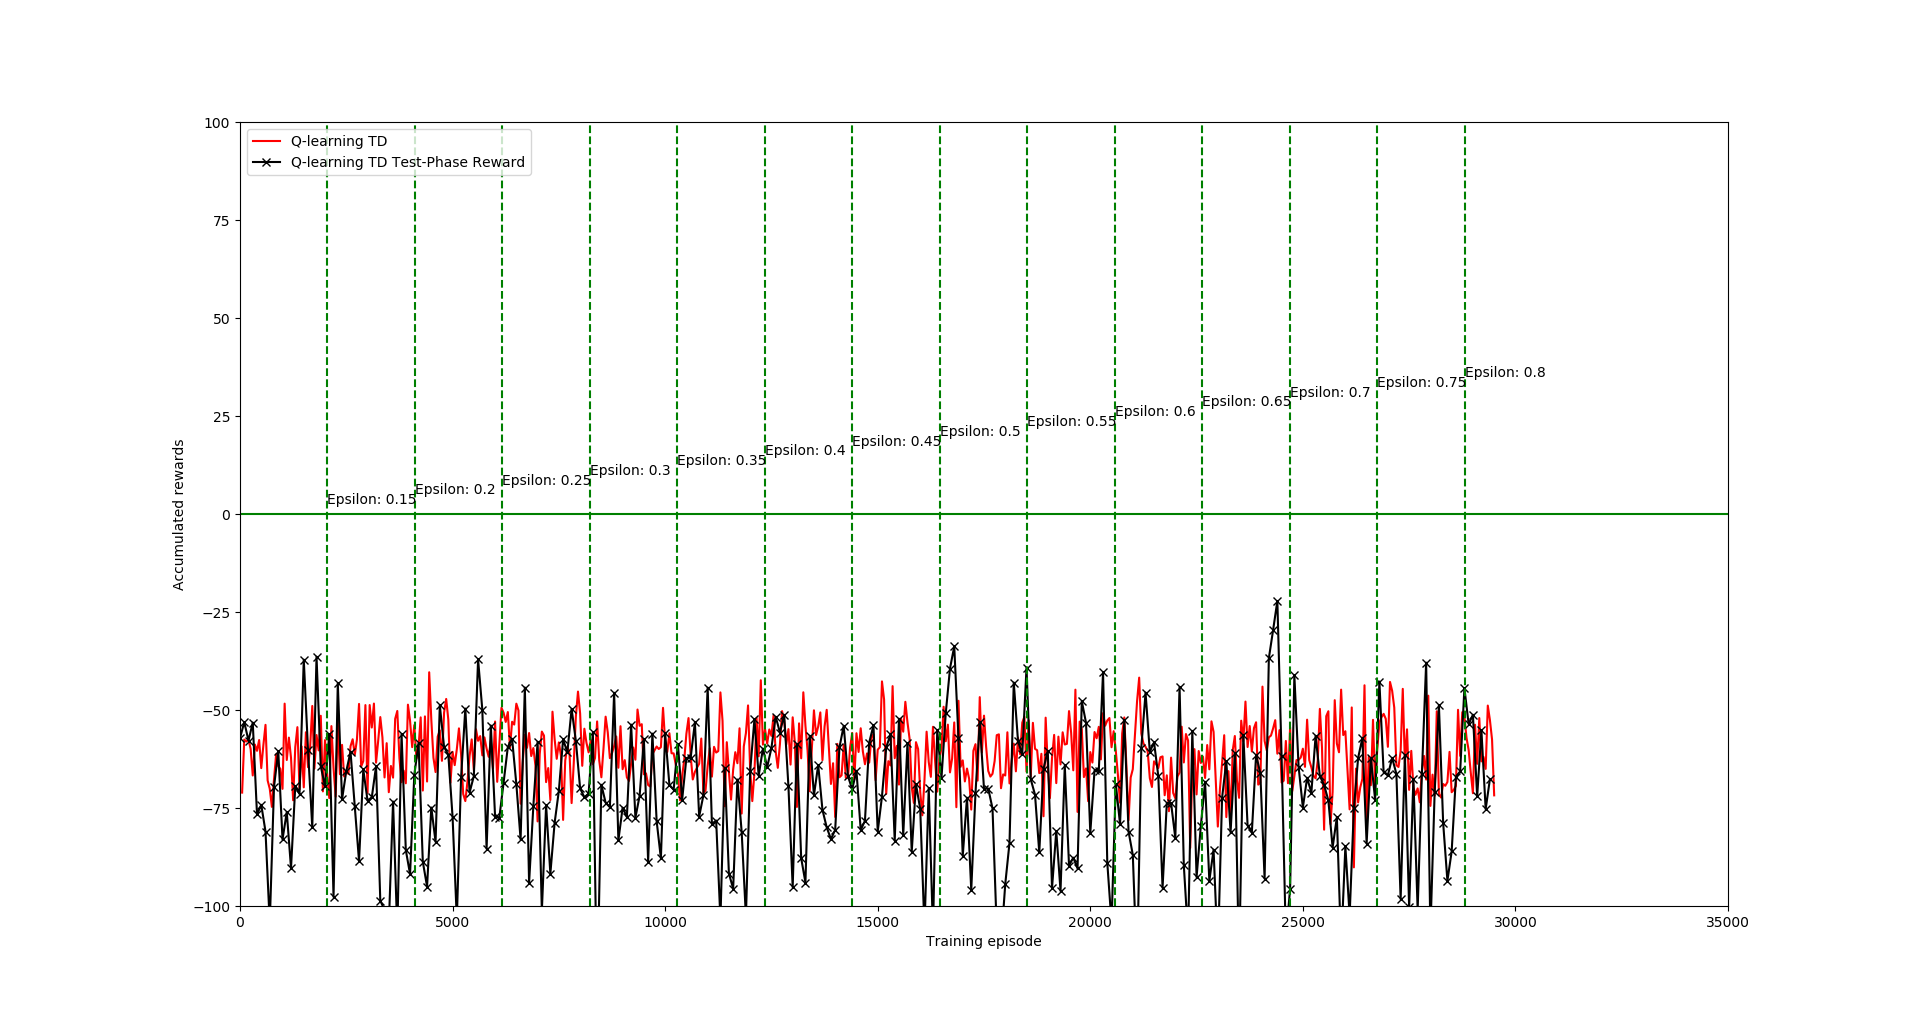 100
75
50
25
0
−25
−50
−75
−100
Accumulated rewards
Q-learning TD
Q-learning TD Test-Phase Reward
Epsilon: 0.15
Epsilon: 0.2
Epsilon: 0.25
Epsilon: 0.3
Epsilon: 0.35
Epsilon: 0.4
Epsilon: 0.45
Epsilon: 0.5
Epsilon: 0.55
Epsilon: 0.6
Epsilon: 0.65
Epsilon: 0.7
Epsilon: 0.75
Epsilon: 0.8
0 5000 10000 15000 20000 25000 30000 35000
Training episode